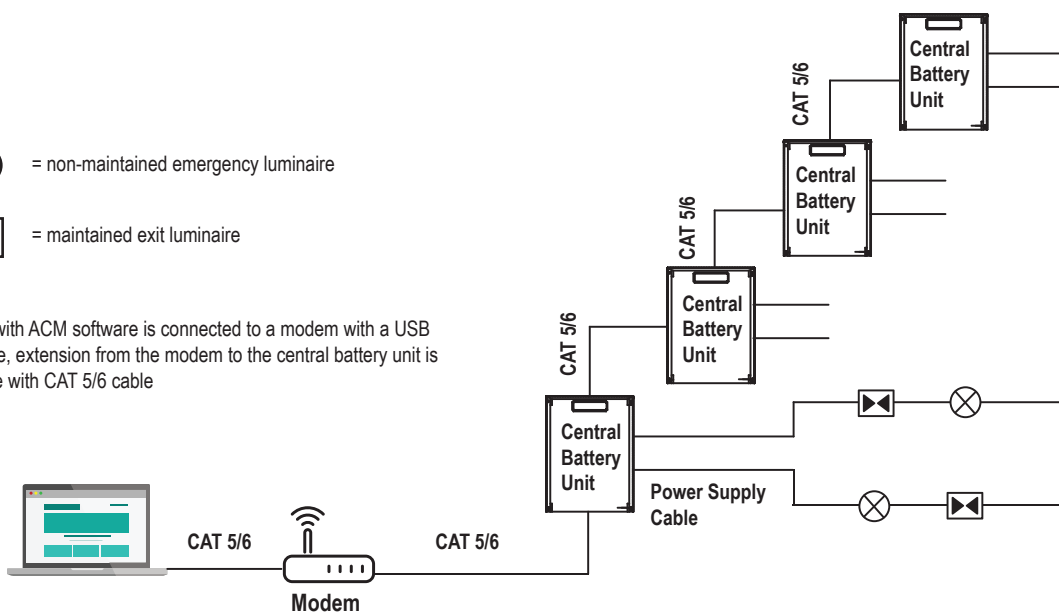 Central
Battery
Unit
CAT 5/6
= non-maintained emergency luminaire
Central
Battery
Unit
CAT 5/6
= maintained exit luminaire
Central
Battery
Unit
CAT 5/6
with ACM software is connected to a modem with a USB
extension from the modem to the central battery unit is
with CAT 5/6 cable
Central
Battery
Unit
Power Supply
Cable
CAT 5/6
CAT 5/6
Modem